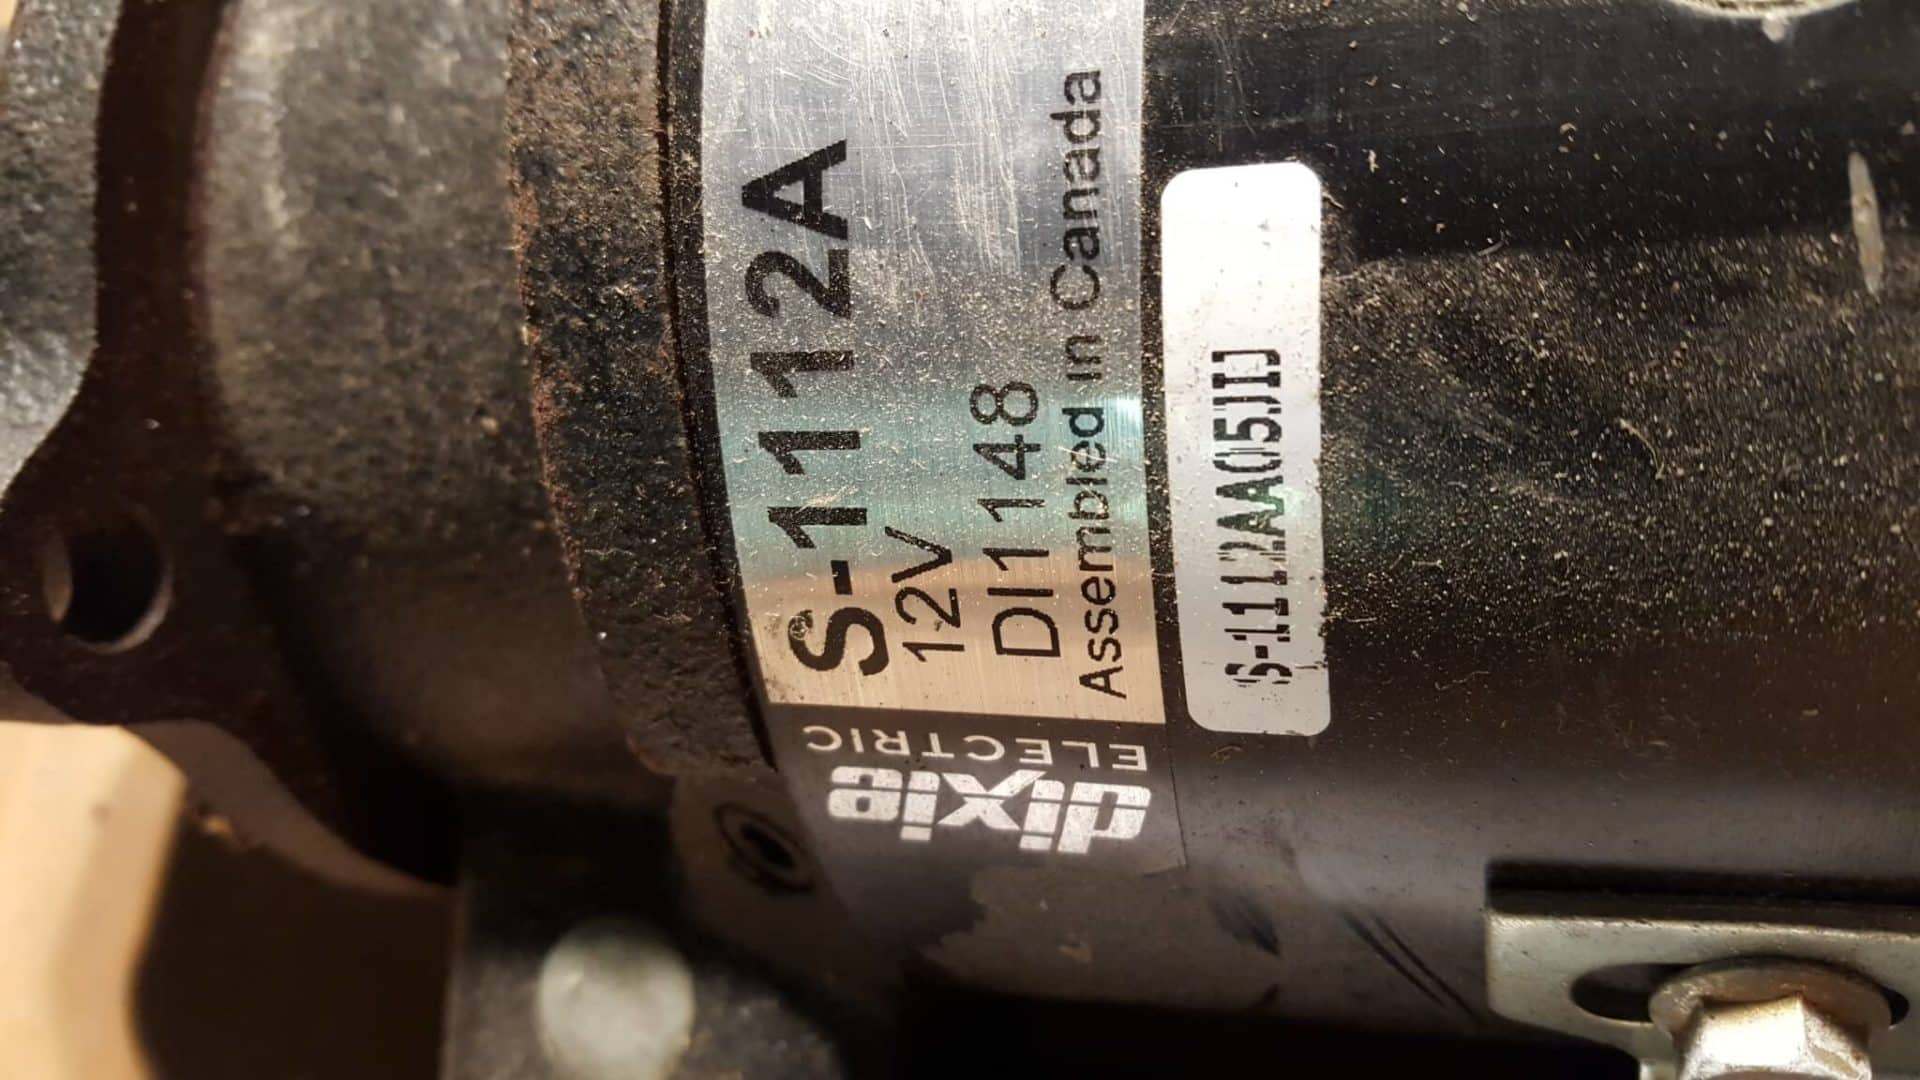 dixie
ELECTRIC
S-1112A
12V
DI1148
Assembled in Canada